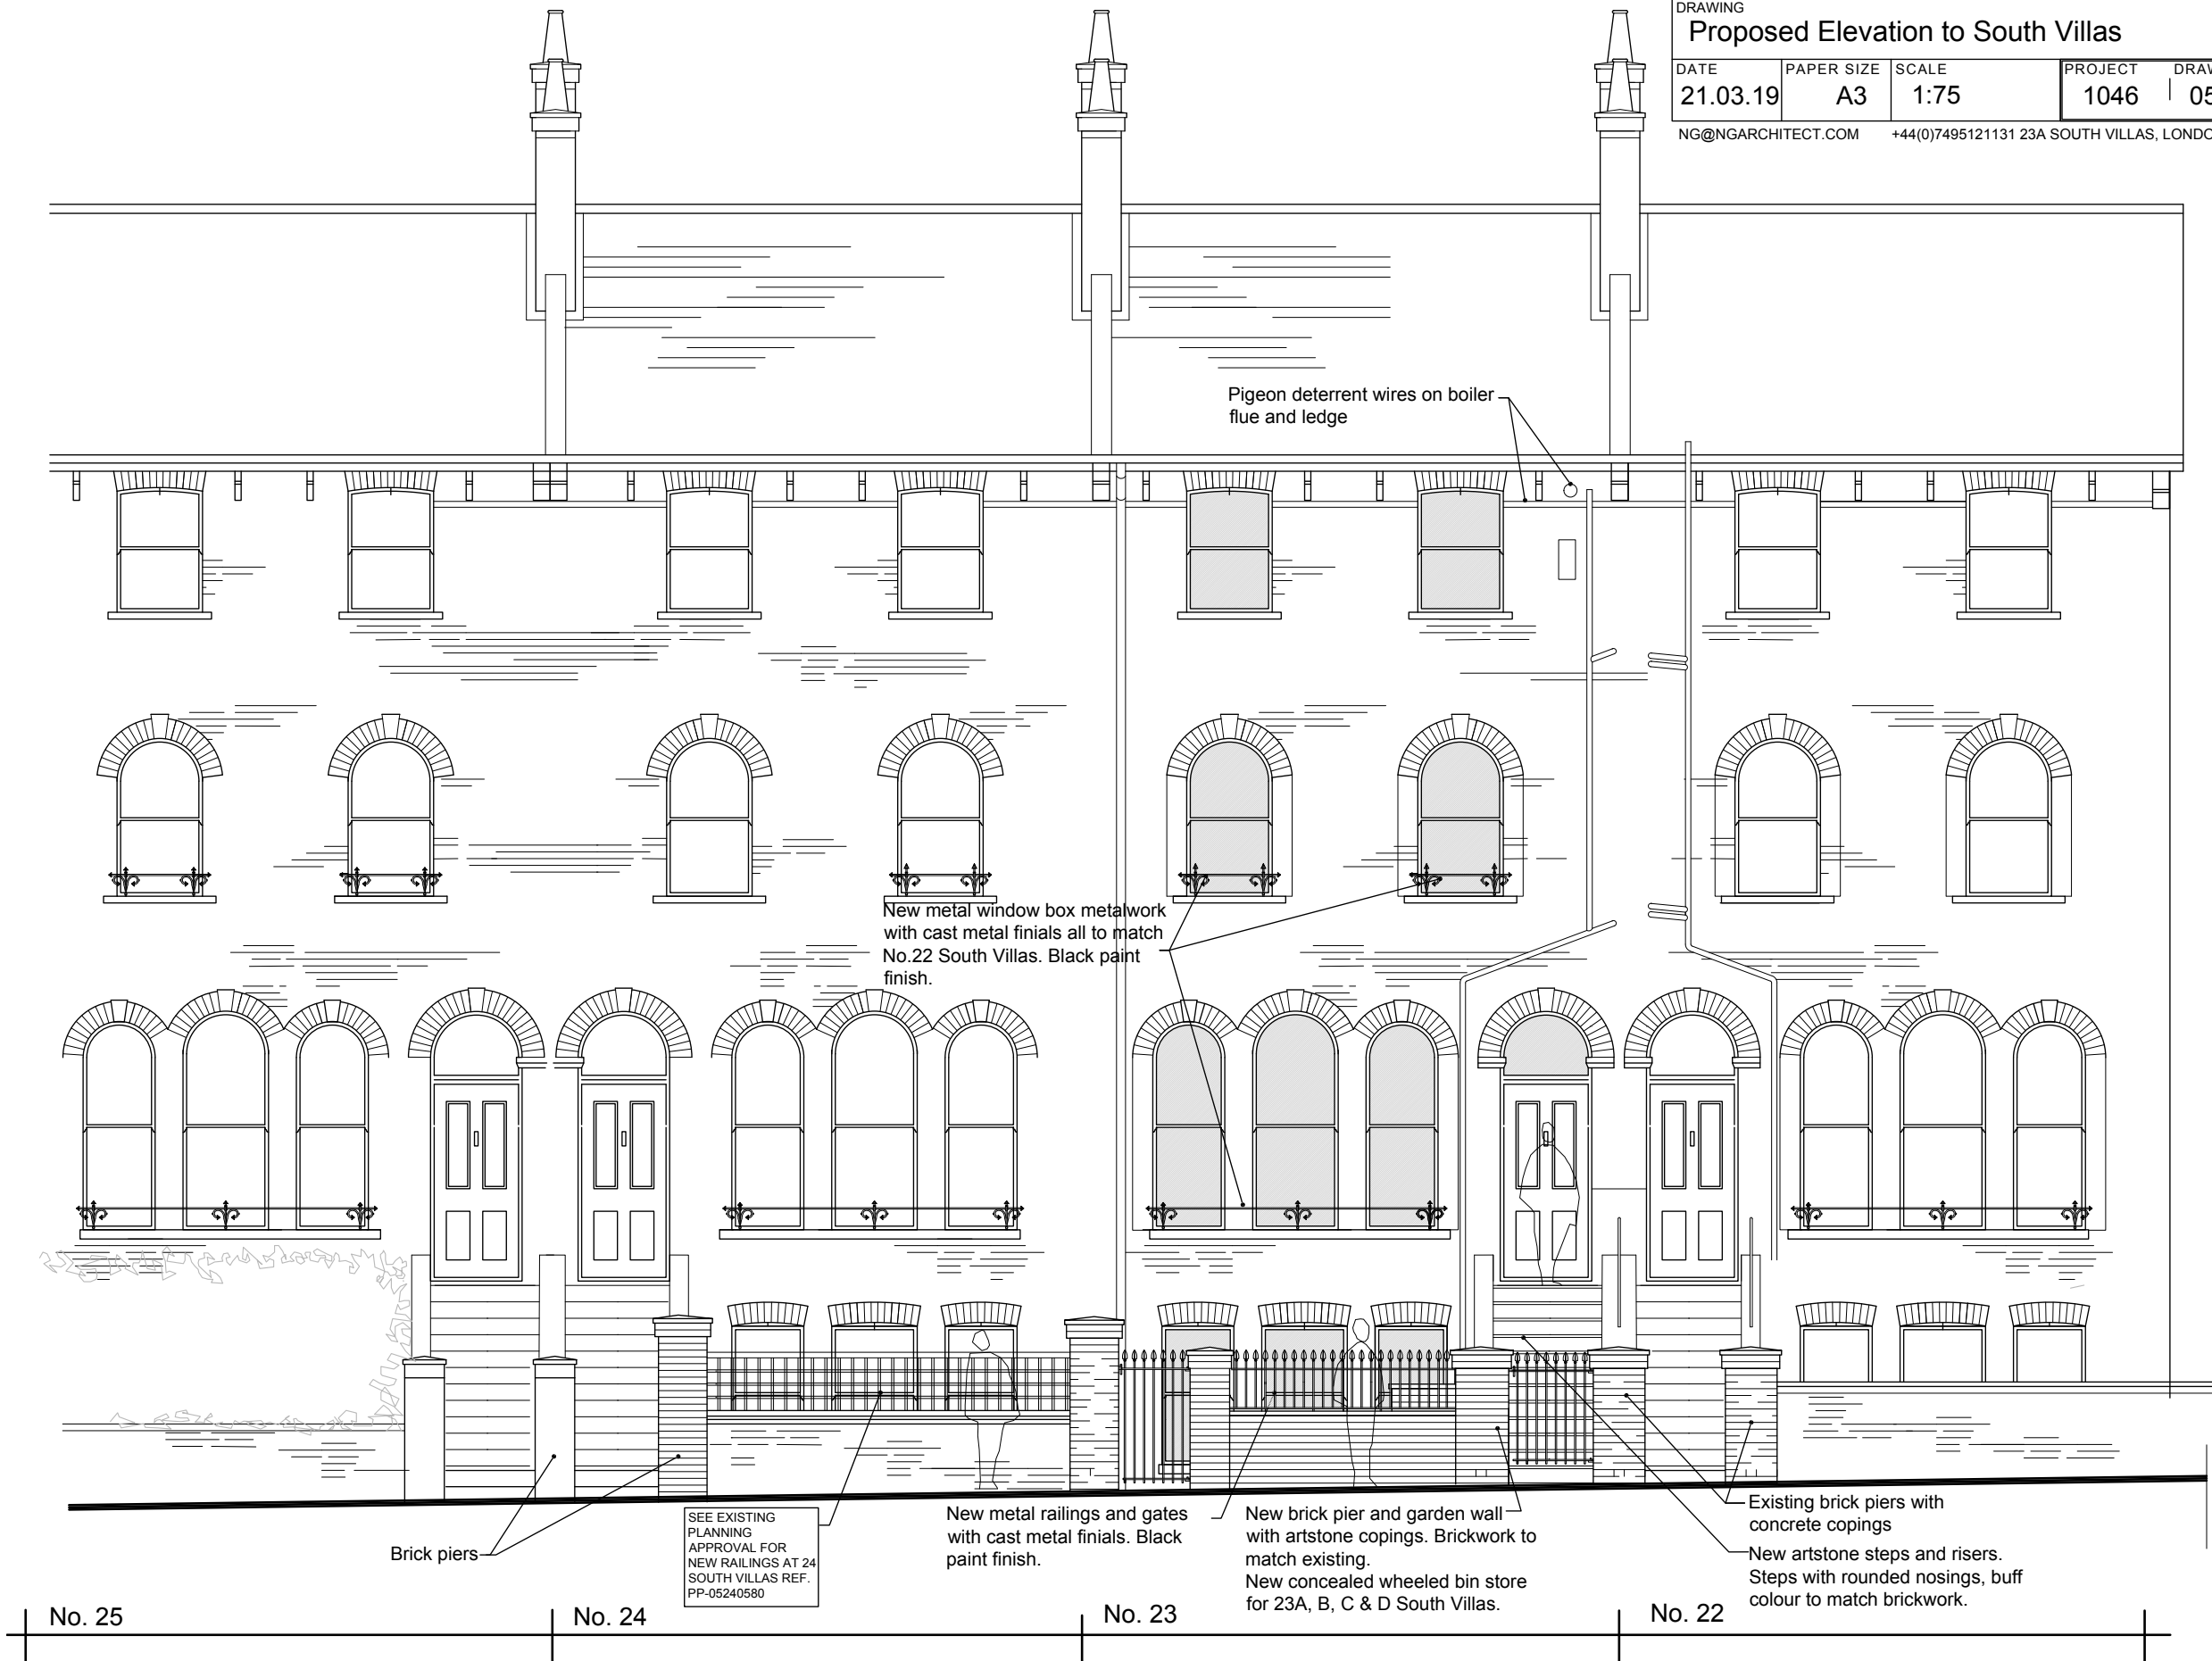 DRAWING
Proposed Elevation to South Villas
DATE PAPER SIZE SCALE PROJECT
21.03.19 A3 1:75 1046 05
NG@NGARCHITECT.COM +44(0)7495121131 23A SOUTH VILLAS,
Pigeon deterrent wires on boiler
flue and ledge
New metal window box metalwork
with cast metal finials all to match
No.22 South Villas. Black paint
finish.
Brick piers
SEE EXISTING
PLANNING
APPROVAL FOR
NEW RAILINGS AT 24
SOUTH VILLAS REF.
PP-05240580
New metal railings and gates
with cast metal finials. Black
paint finish.
New brick pier and garden wall
with artstone copings. Brickwork to
match existing.
New concealed wheeled bin store
for 23A, B, C & D South Villas.
Existing brick piers with
concrete copings
New artstone steps and risers.
Steps with rounded nosings, buff
colour to match brickwork.
No. 25
No. 24
No. 23
No. 22